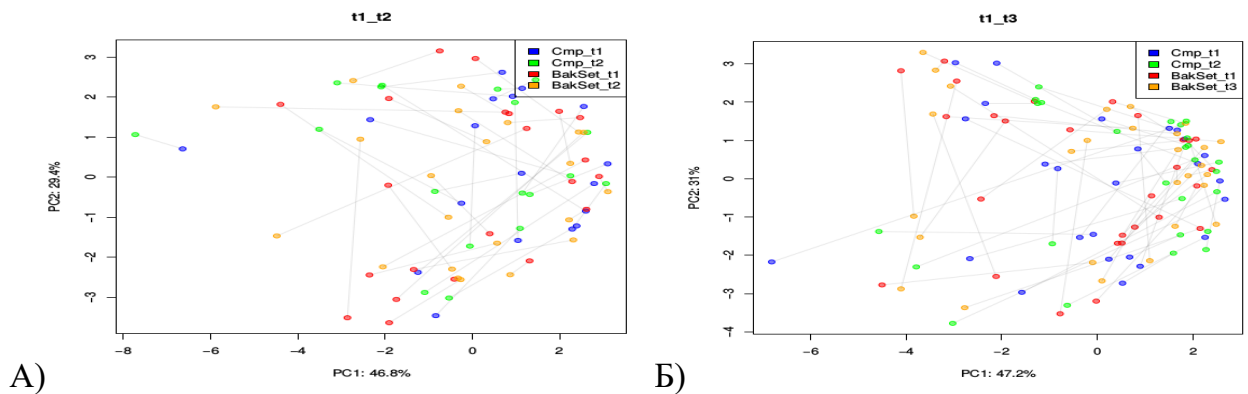 t1_t2
PC2: 29.4%
3
2
1
0
-1
-2
-3
Cmp_t1
Cmp_t2
BakSet_t1
BakSet_t2
-8 -6 -4 -2 0 2
PC1: 46.8%
А)
t1_t3
PC2: 31%
3
2
1
0
-1
-2
-3
-4
Cmp_t1
Cmp_t2
BakSet_t1
BakSet_t3
-6 -4 -2 0 2
PC1: 47.2%
Б)